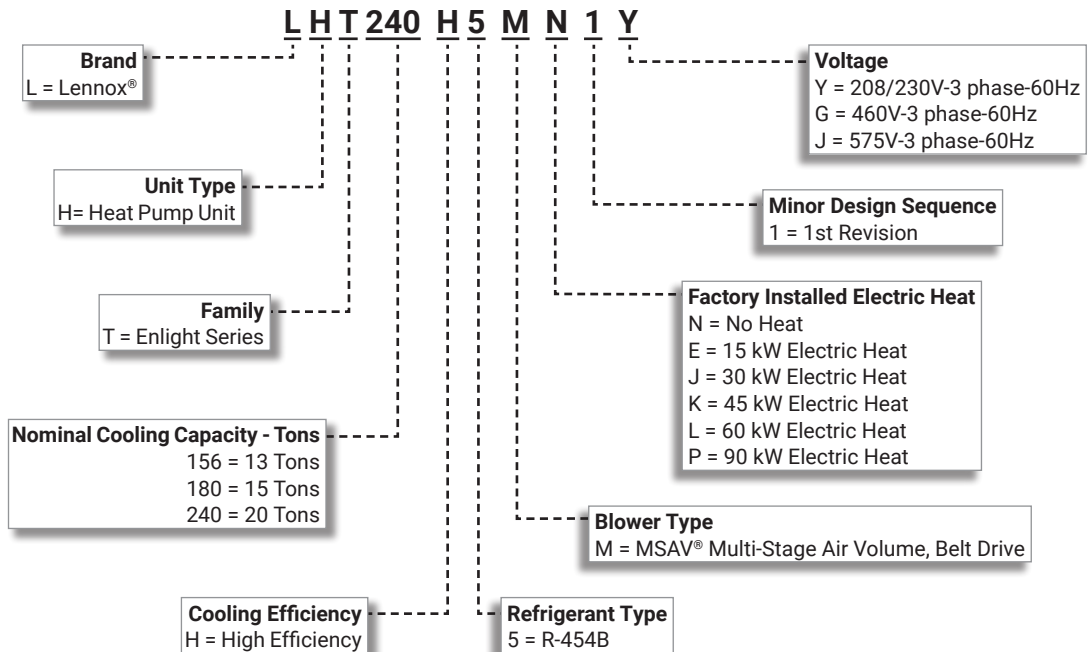 L H T 240 H 5 M N 1 Y
Brand
L = Lennox®
Voltage
Y = 208/230V-3 phase-60Hz
G = 460V-3 phase-60Hz
J = 575V-3 phase-60Hz
Unit Type
H= Heat Pump Unit
Minor Design Sequence
1 = 1st Revision
Family
T = Enlight Series
Factory Installed Electric Heat
N = No Heat
E = 15 kW Electric Heat
J = 30 kW Electric Heat
K = 45 kW Electric Heat
L = 60 kW Electric Heat
P = 90 kW Electric Heat
Nominal Cooling Capacity - Tons
156 = 13 Tons
180 = 15 Tons
240 = 20 Tons
Blower Type
M = MSAV® Multi-Stage Air Volume, Belt Drive
Cooling Efficiency
H = High Efficiency
Refrigerant Type
5 = R-454B